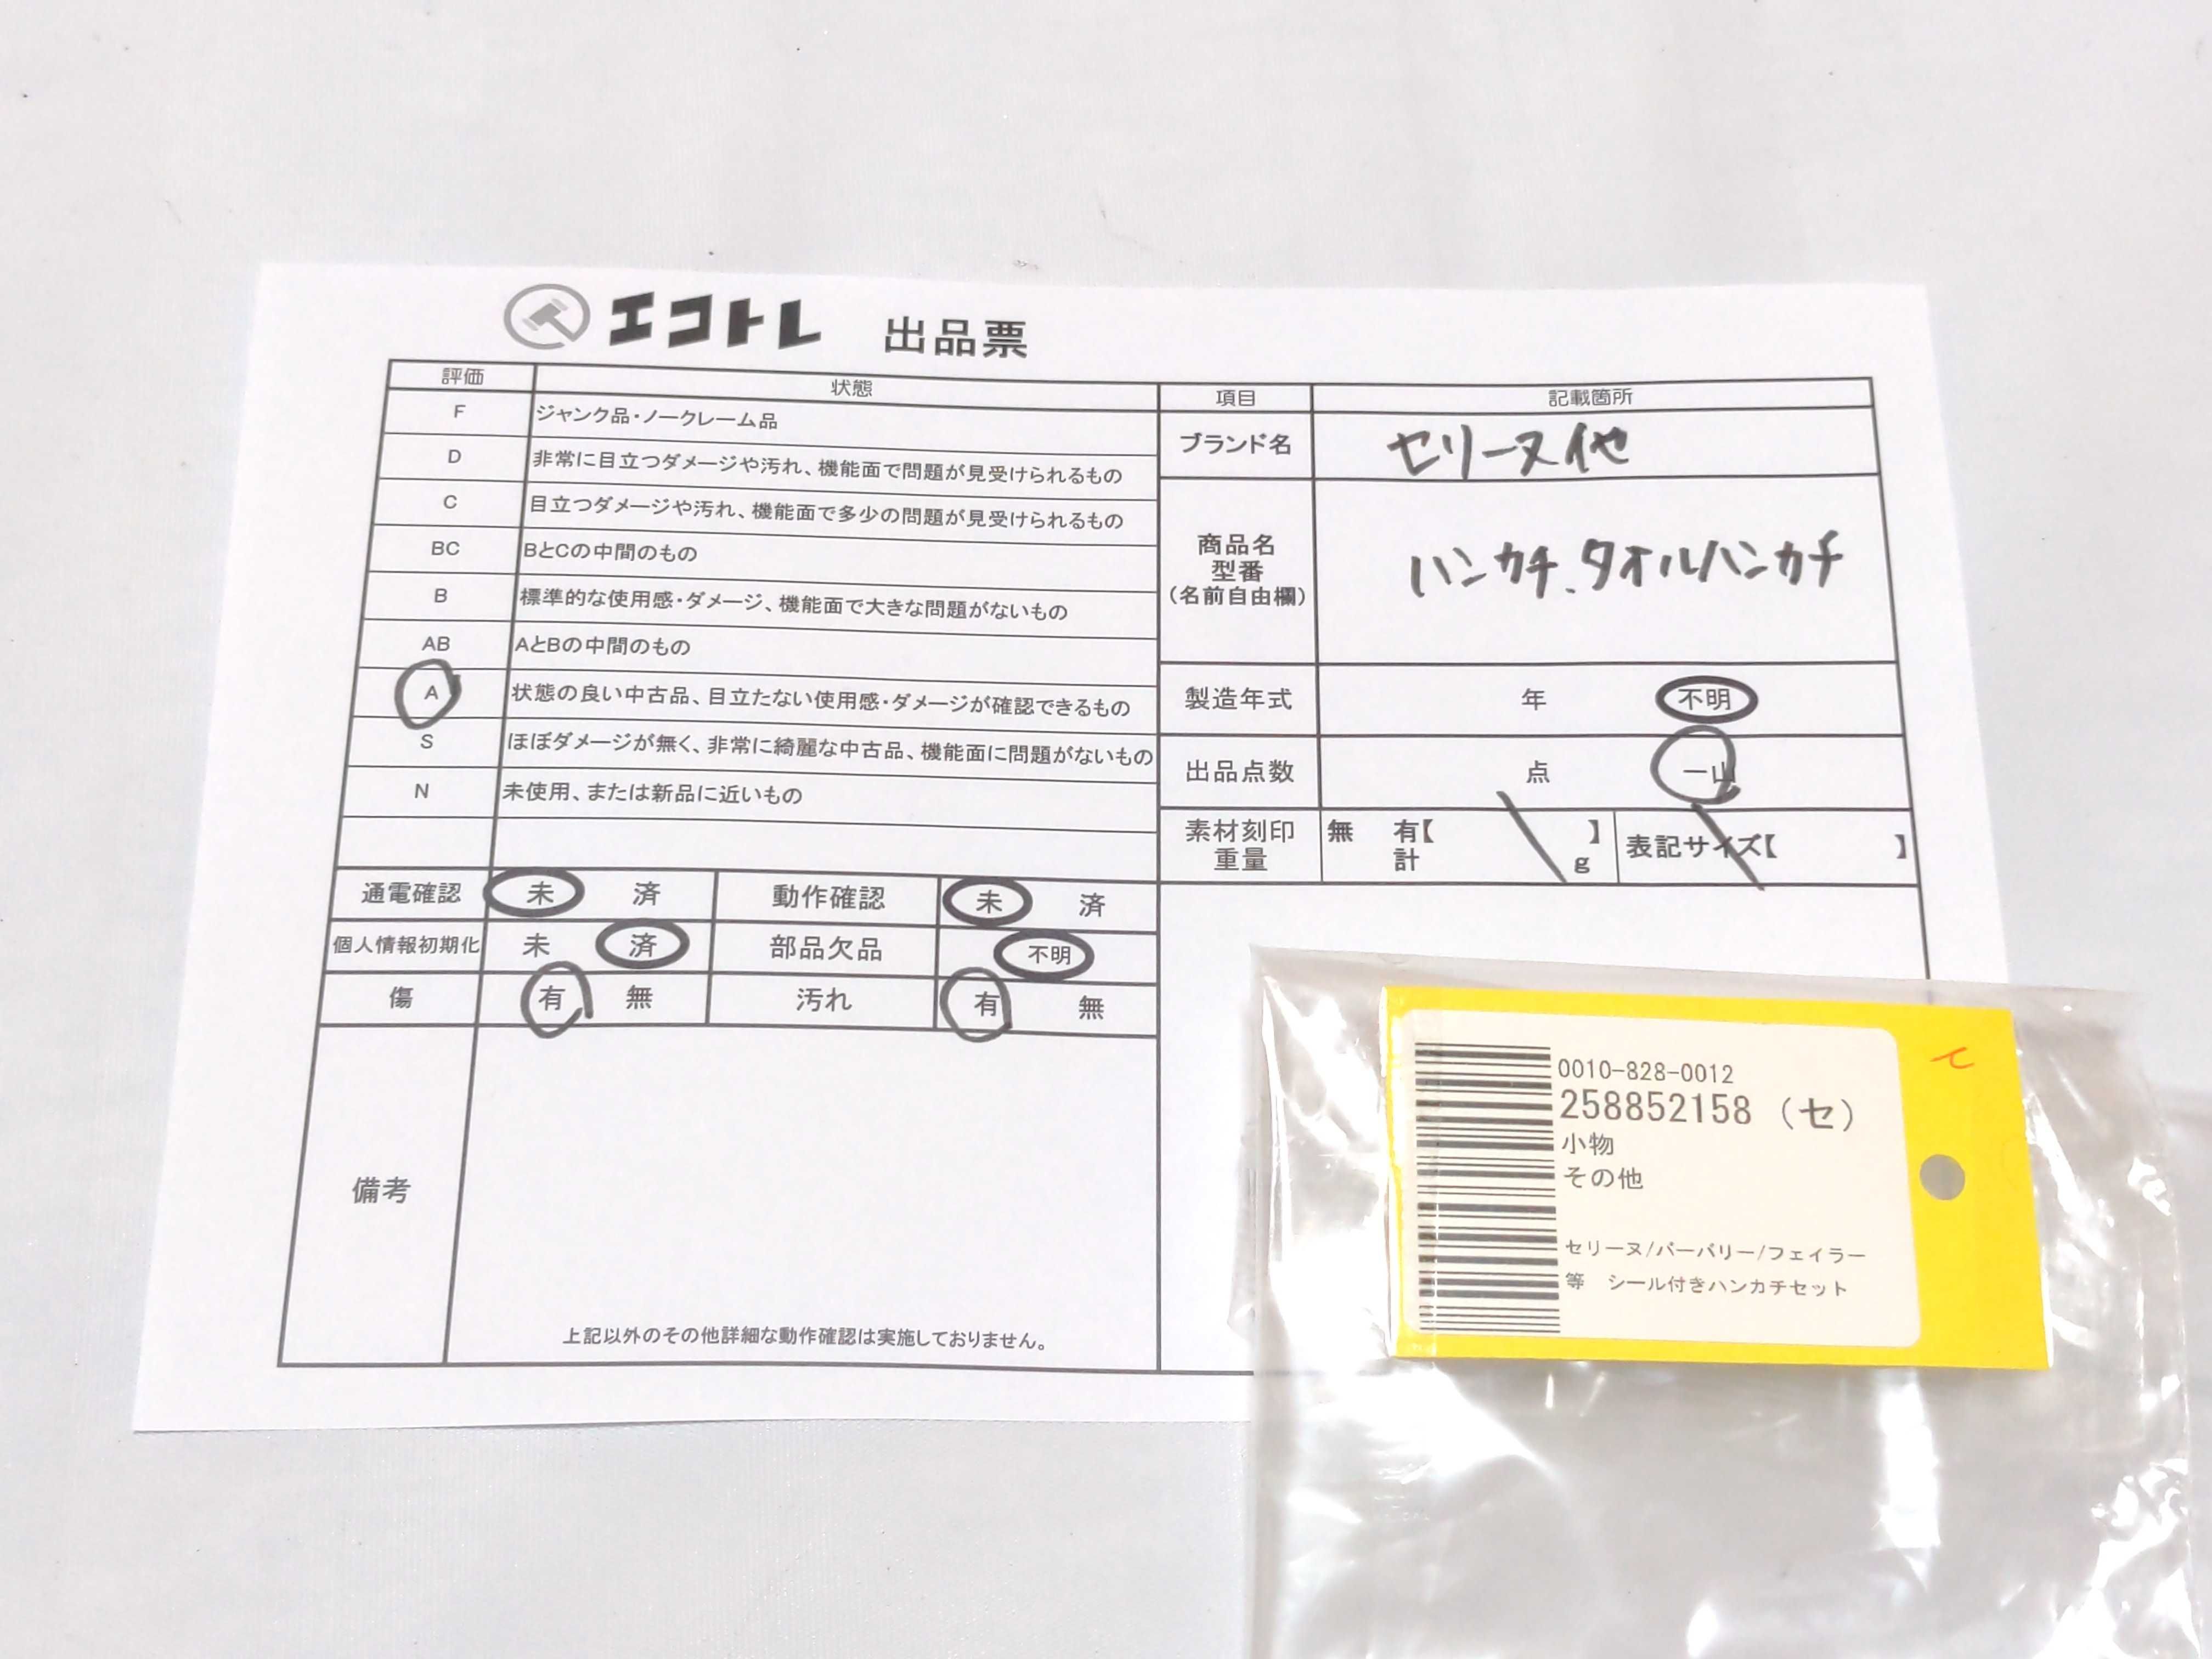 エコトレ 出品票
評価 状態
F ジャンク品・ノークレーム品
D 非常に目立つダメージや汚れ、機能面で問題が見受けられるもの
C 目立つダメージや汚れ、機能面で多少の問題が見受けられるもの
BC BとCの中間のもの
B 標準的な使用感・ダメージ、機能面で大きな問題がないもの
AB AとBの中間のもの
A 状態の良い中古品、目立たない使用感・ダメージが確認できるもの
S ほぼダメージが無く、非常に綺麗な中古品、機能面に問題がないもの
N 未使用、または新品に近いもの
通電確認 未 済 動作確認 未 済
個人情報初期化 未 済 部品欠品 不明
傷 有 無 汚れ 有 無
備考
上記以外のその他詳細な動作確認は実施しておりません。
項目 記載箇所
ブランド名 セリーヌ他
商品名
型番
(名前自由欄)
ハンカチ、タオルハンカチ
製造年式 年 不明
出品点数 点 一山
素材刻印 無 有【 】
重量 計 g
表記サイズ【 】
セ
0010-828-0012
258852158 (セ)
小物
その他
セリーヌ/バーバリー/フェイラー
等 シール付きハンカチセット